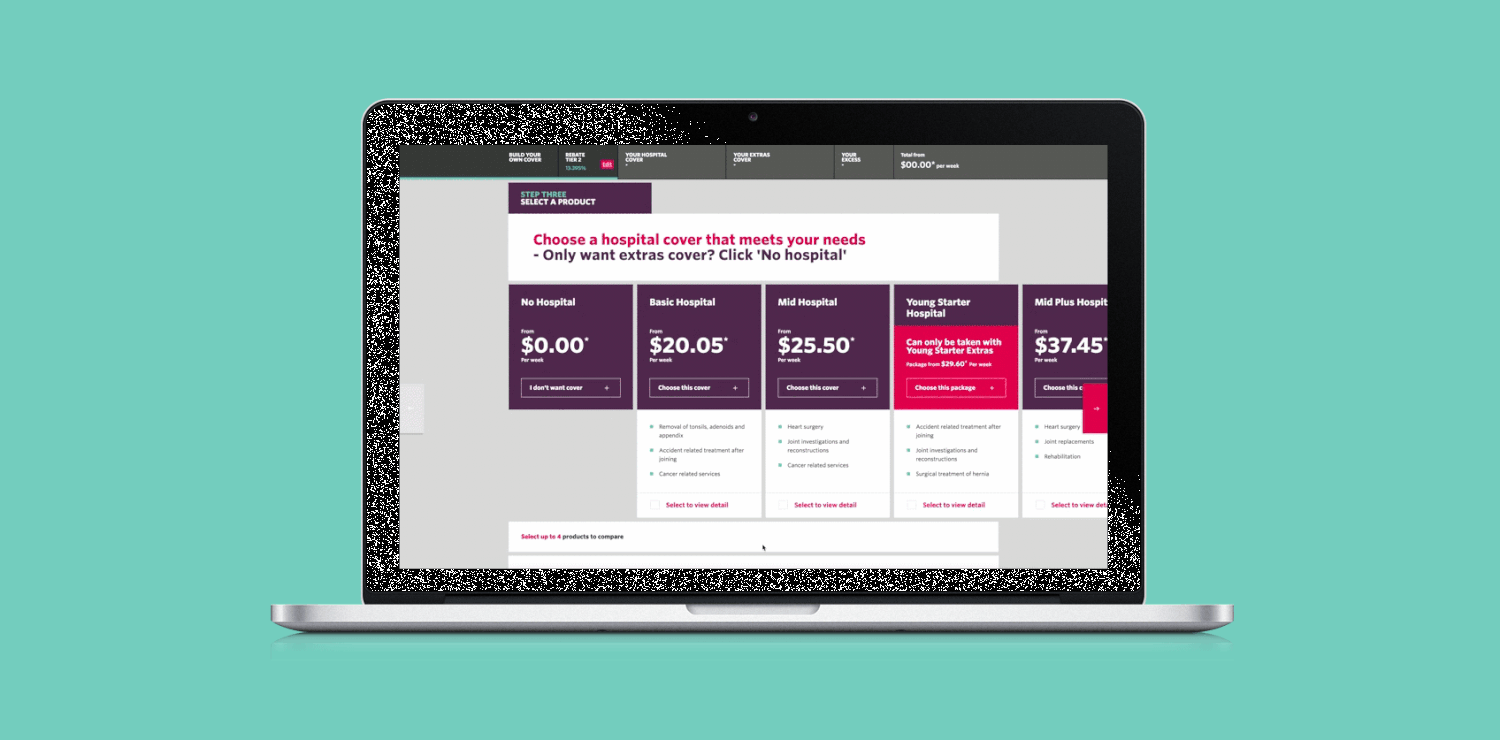 BUILD YOUR
OWN COVER
REBATE
TIER 2
13.395%
Edit
YOUR HOSPITAL
COVER
-
YOUR EXTRAS
COVER
-
YOUR
EXCESS
-
Total from
$00.00* per week
STEP THREE
SELECT A PRODUCT
Choose a hospital cover that meets your needs
- Only want extras cover? Click 'No hospital'
No Hospital
From
$0.00*
Per week
I don't want cover +
Basic Hospital
From
$20.05*
Per week
Choose this cover +
Removal of tonsils, adenoids and
appendix
Accident related treatment after
joining
Cancer related services
Select to view detail
Mid Hospital
From
$25.50*
Per week
Choose this cover +
Heart surgery
Joint investigations and
reconstructions
Cancer related services
Select to view detail
Young Starter
Hospital
Can only be taken with
Young Starter Extras
Package from $29.60* Per week
Choose this package +
Accident related treatment after
joining
Joint investigations and
reconstructions
Surgical treatment of hernia
Select to view detail
Mid Plus Hospit
From
$37.45*
Per week
Choose this c
Heart surgery
Joint replacements
Rehabilitation
Select to view det
Select up to 4 products to compare